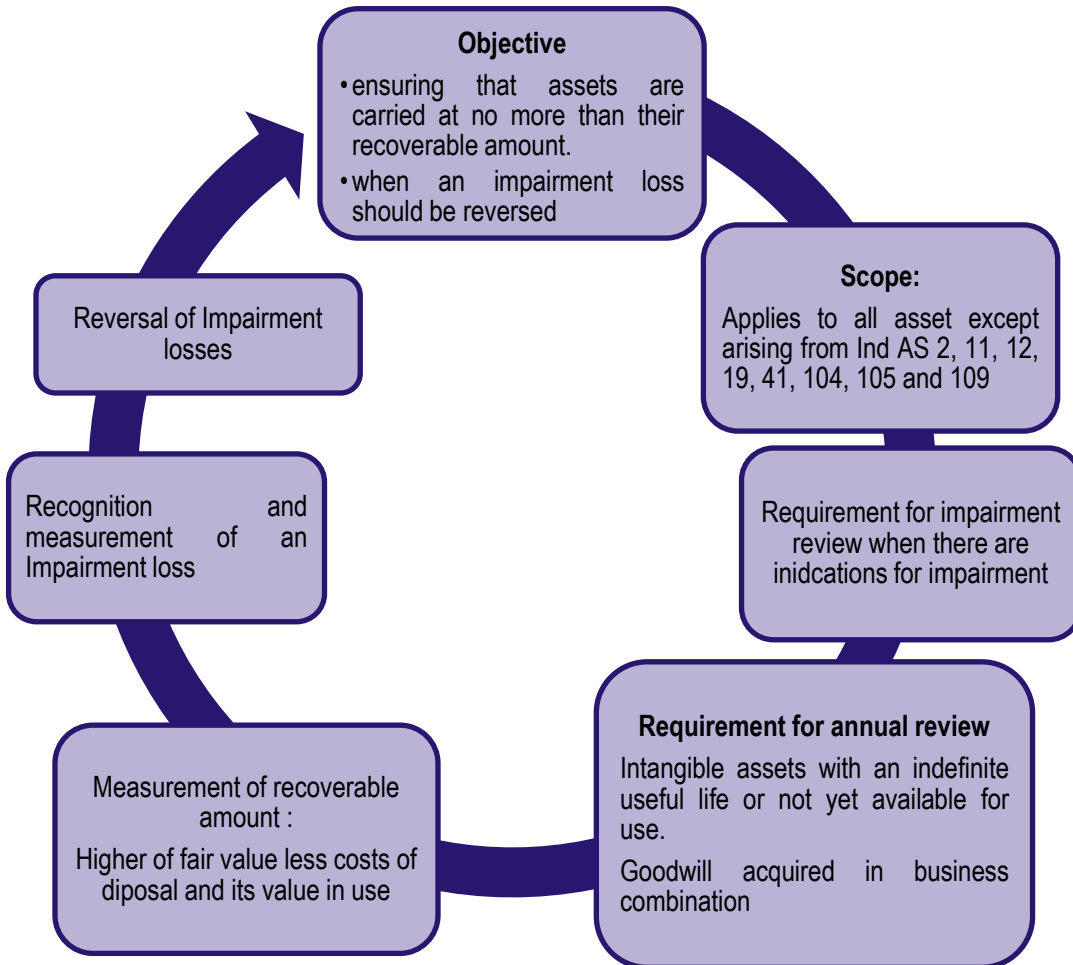 Objective
•ensuring that assets are
carried at no more than their
recoverable amount.
•when an impairment loss
should be reversed
Scope:
Applies to all asset except
arising from Ind AS 2, 11, 12,
19, 41, 104, 105 and 109
Requirement for impairment
review when there are
inidcations for impairment
Requirement for annual review
Intangible assets with an indefinite
useful life or not yet available for
use.
Goodwill acquired in business
combination
Measurement of recoverable
amount :
Higher of fair value less costs of
diposal and its value in use
Recognition and
measurement of an
Impairment loss
Reversal of Impairment
losses